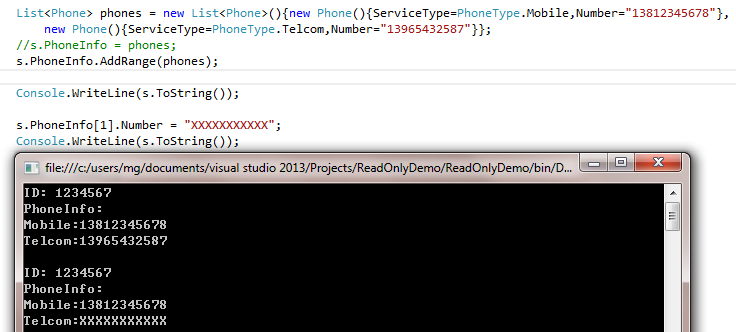 List<Phone> phones = new List<Phone>(){new Phone(){ServiceType=PhoneType.Mobile,Number="13812345678"},
new Phone(){ServiceType=PhoneType.Telcom,Number="13965432587"}};
//s.PhoneInfo = phones;
s.PhoneInfo.AddRange(phones);
Console.WriteLine(s.ToString());
s.PhoneInfo[1].Number = "XXXXXXXXXXX";
Console.WriteLine(s.ToString());
file:///c:/users/mg/documents/visual studio 2013/Projects/ReadOnlyDemo/ReadOnlyDemo/bin/D...
ID: 1234567
PhoneInfo:
Mobile:13812345678
Telcom:13965432587
ID: 1234567
PhoneInfo:
Mobile:13812345678
Telcom:XXXXXXXXXXX